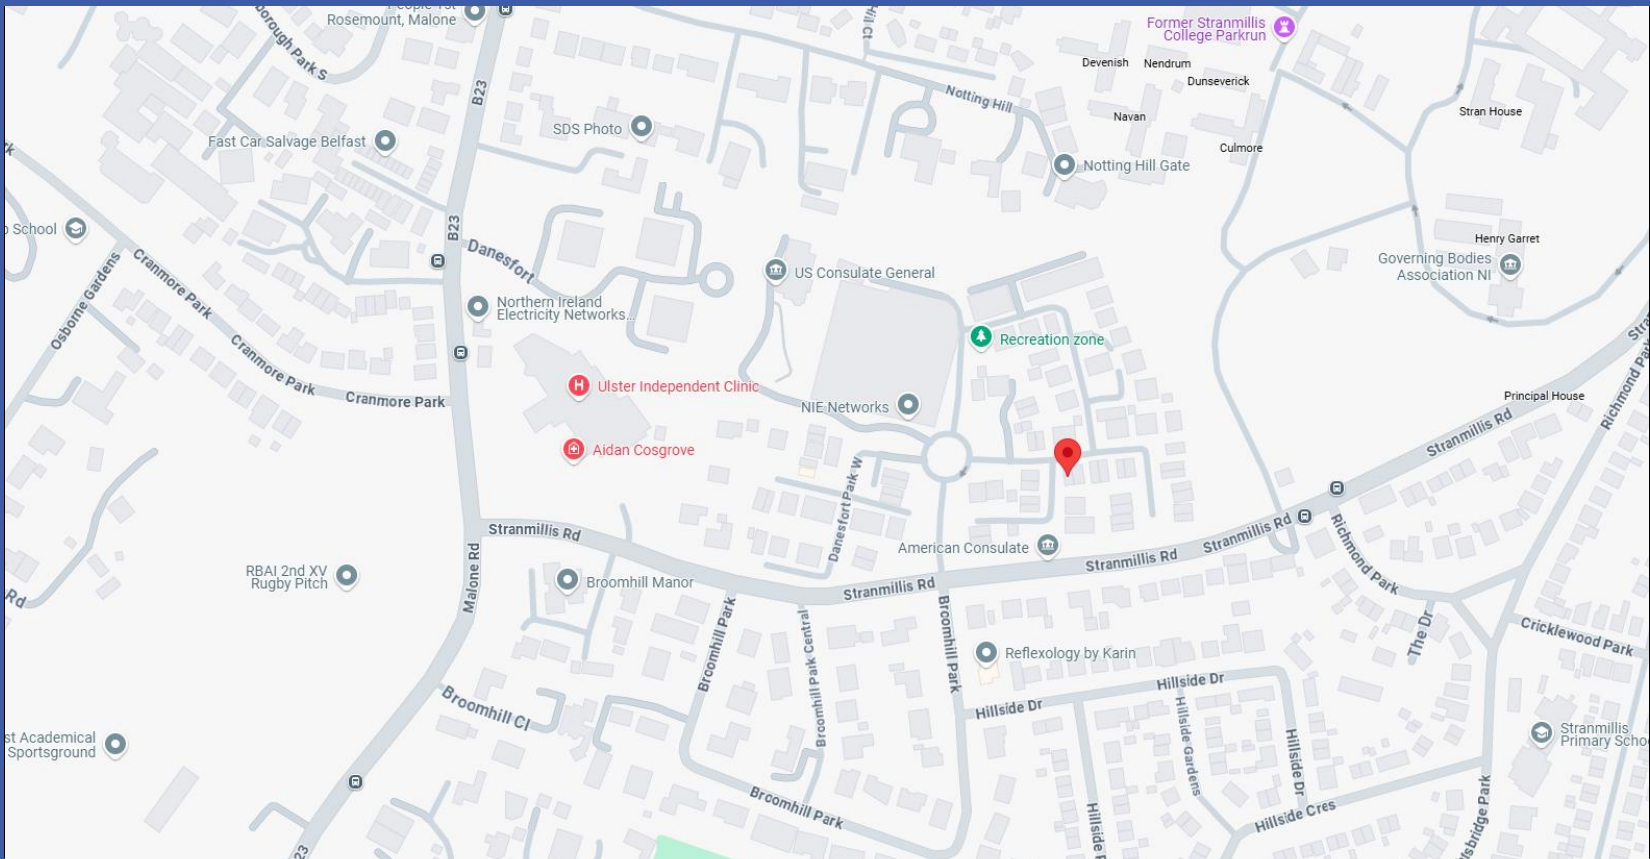 People 1st
Rosemount, Malone
Former Stranmillis
College Parkrun
Devenish
Nendrum
Dunseverick
Navan
Stran House
Culmore
B23
Notting Hill
SDS Photo
Fast Car Salvage Belfast
Notting Hill Gate
School
B23
Danesfort
Henry Garret
Governing Bodies
Association NI
US Consulate General
Osborne Gardens
Cranmore Park
Northern Ireland
Electricity Networks...
Recreation zone
Cranmore Park
Cranmore Park
Ulster Independent Clinic
NIE Networks
Principal House
Richmond Park
Stranmillis Rd
Aidan Cosgrove
Danesfort Park W
Stranmillis Rd
American Consulate
Stranmillis Rd
Stranmillis Rd
Richmond Park
RBAI 2nd XV
Rugby Pitch
Malone Rd
Broomhill Manor
Stranmillis Rd
Rd
Broomhill Park
Broomhill Park Central
Broomhill Park
Reflexology by Karin
The Dr
Cricklewood Park
Hillside Dr
Hillside Dr
Broomhill Cl
Hillside Gardens
Hillside Dr
Stranmillis
Primary Scho
st Academical
Sportsground
Broomhill Park
Hillside Cres
Hillside
sbridge Park
23